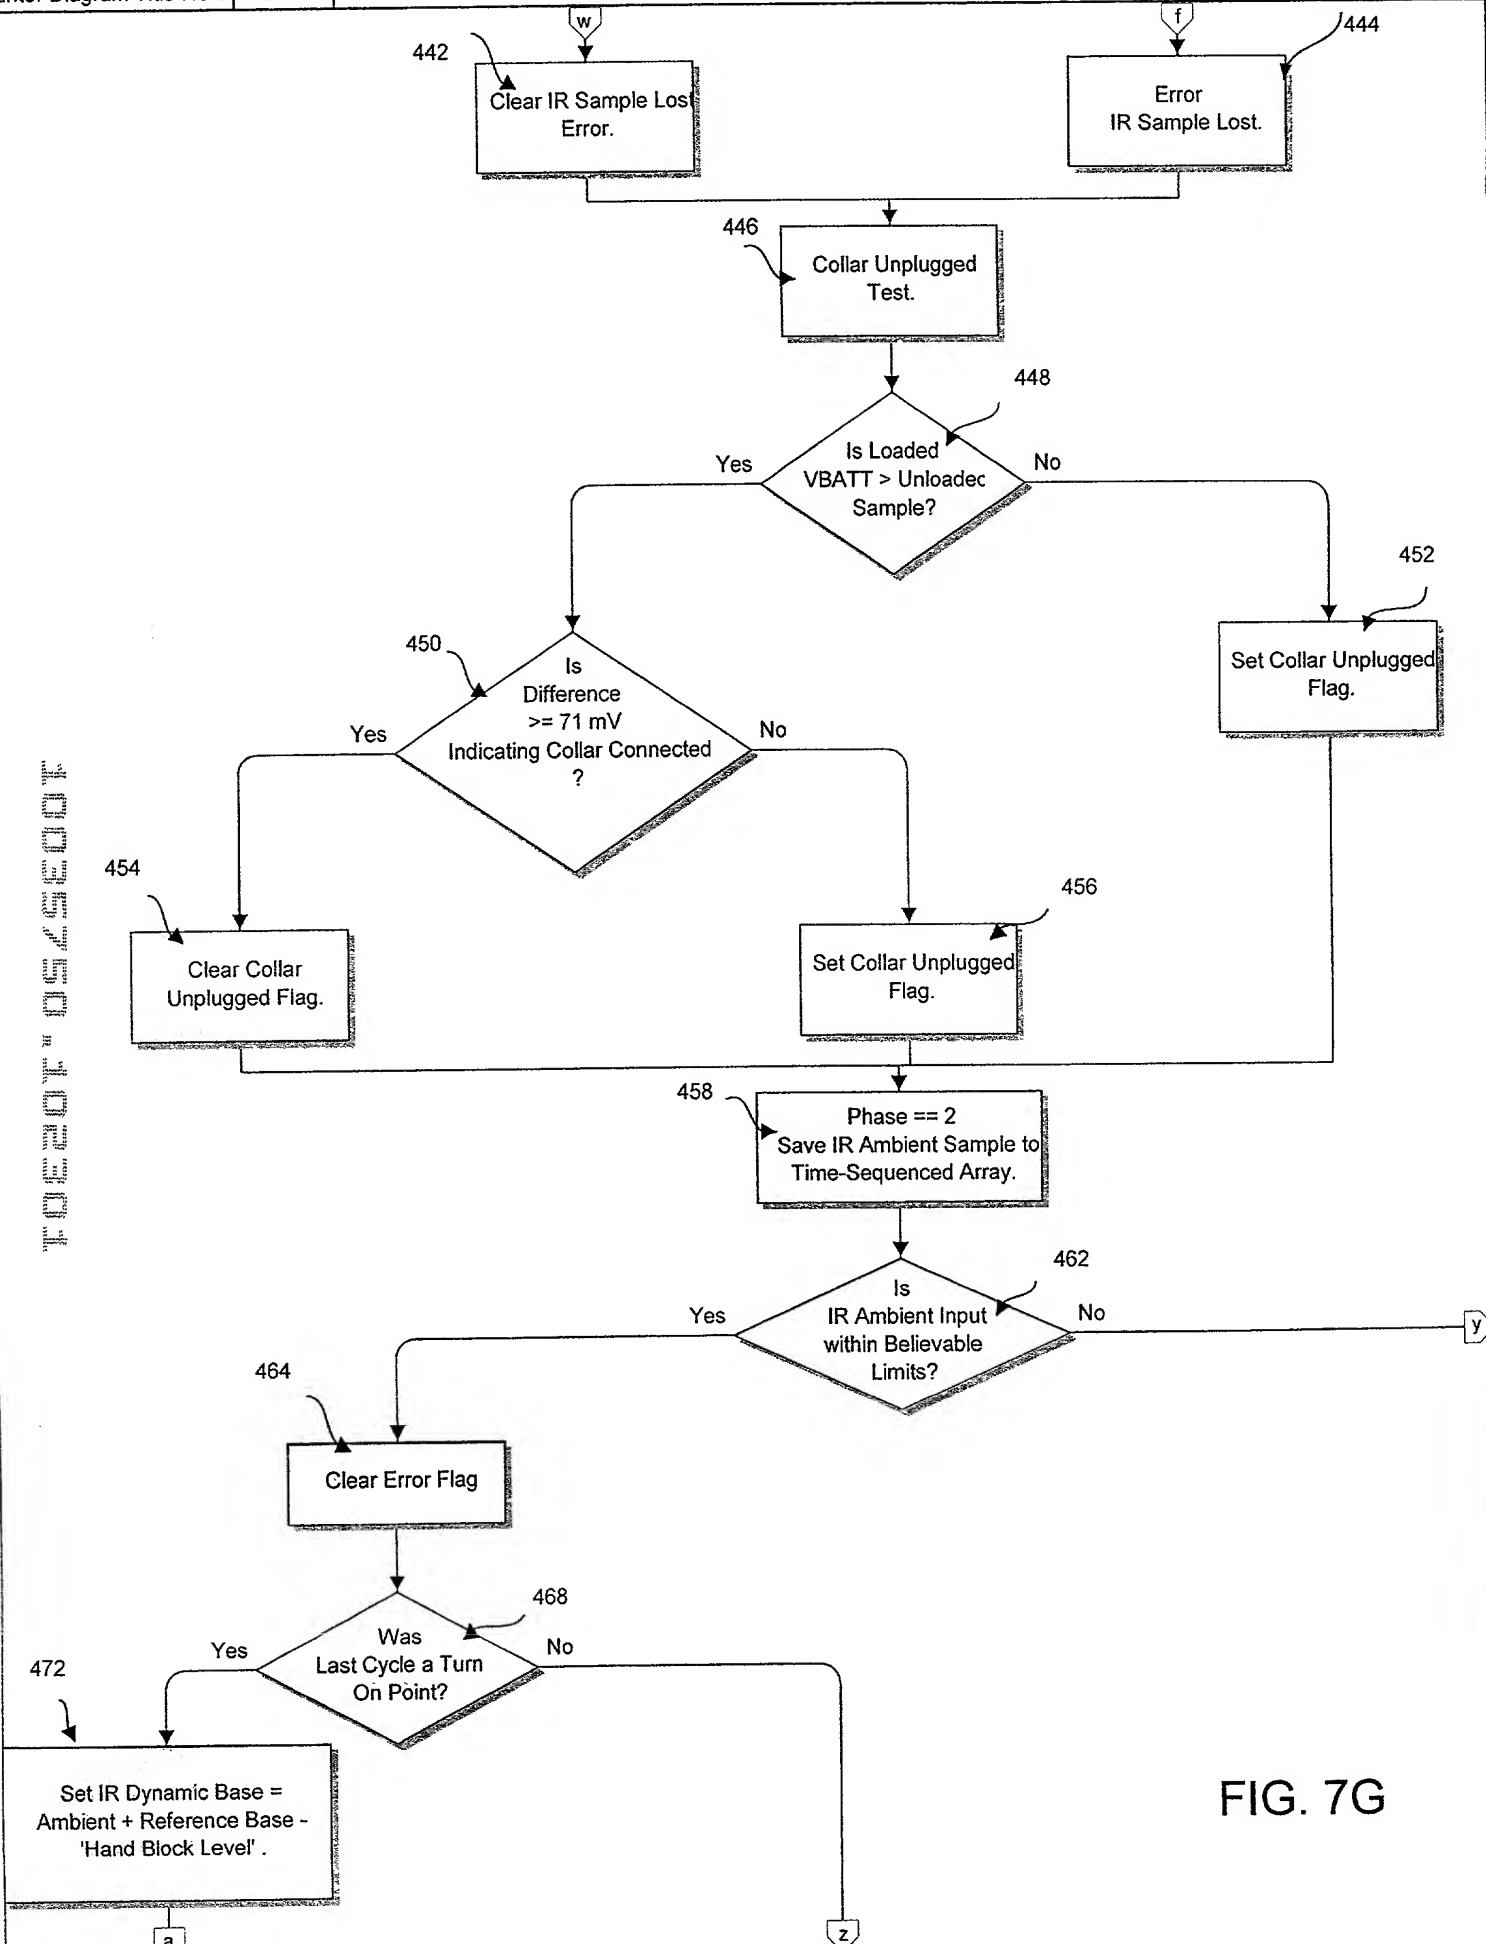 w
f
442
444
Clear IR Sample Lost
Error.
Error
IR Sample Lost.
446
Collar Unplugged
Test.
448
Is Loaded
VBATT > Unloaded
Sample?
Yes
No
452
Set Collar Unplugged
Flag.
450
Is
Difference
>= 71 mV
Indicating Collar Connected
?
Yes
No
454
Clear Collar
Unplugged Flag.
456
Set Collar Unplugged
Flag.
10035750.102301
458
Phase == 2
Save IR Ambient Sample to
Time-Sequenced Array.
462
Is
IR Ambient Input
within Believable
Limits?
Yes
No
y
464
Clear Error Flag
468
Was
Last Cycle a Turn
On Point?
Yes
No
472
Set IR Dynamic Base =
Ambient + Reference Base -
'Hand Block Level' .
a
z
FIG. 7G